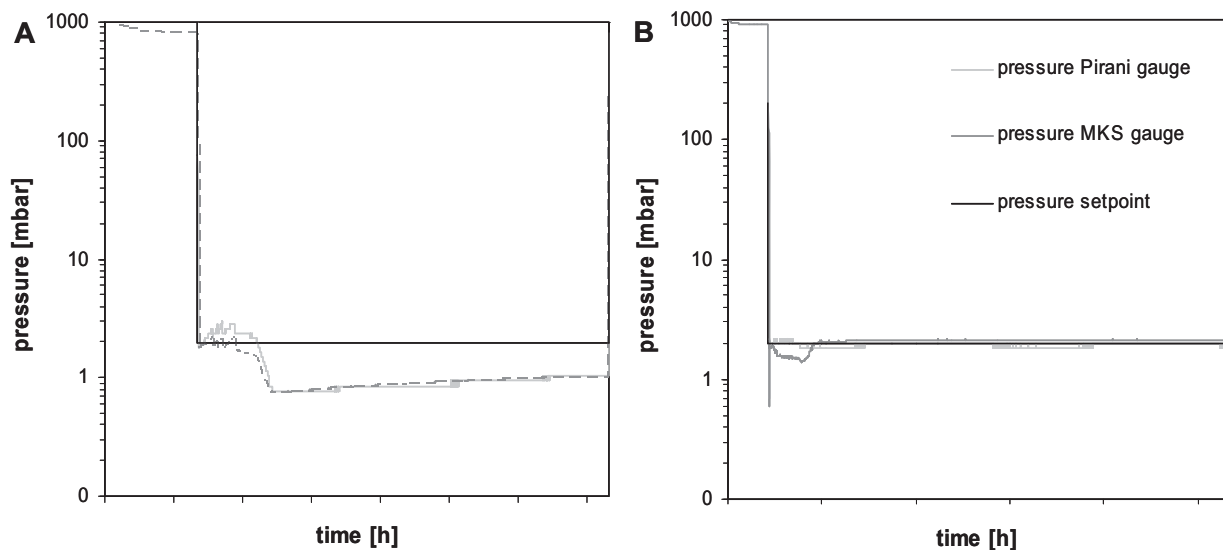 A
1000
100
10
1
0
pressure [mbar]
time [h]
B
1000
100
10
1
0
pressure [mbar]
time [h]
pressure Pirani gauge
pressure MKS gauge
pressure setpoint